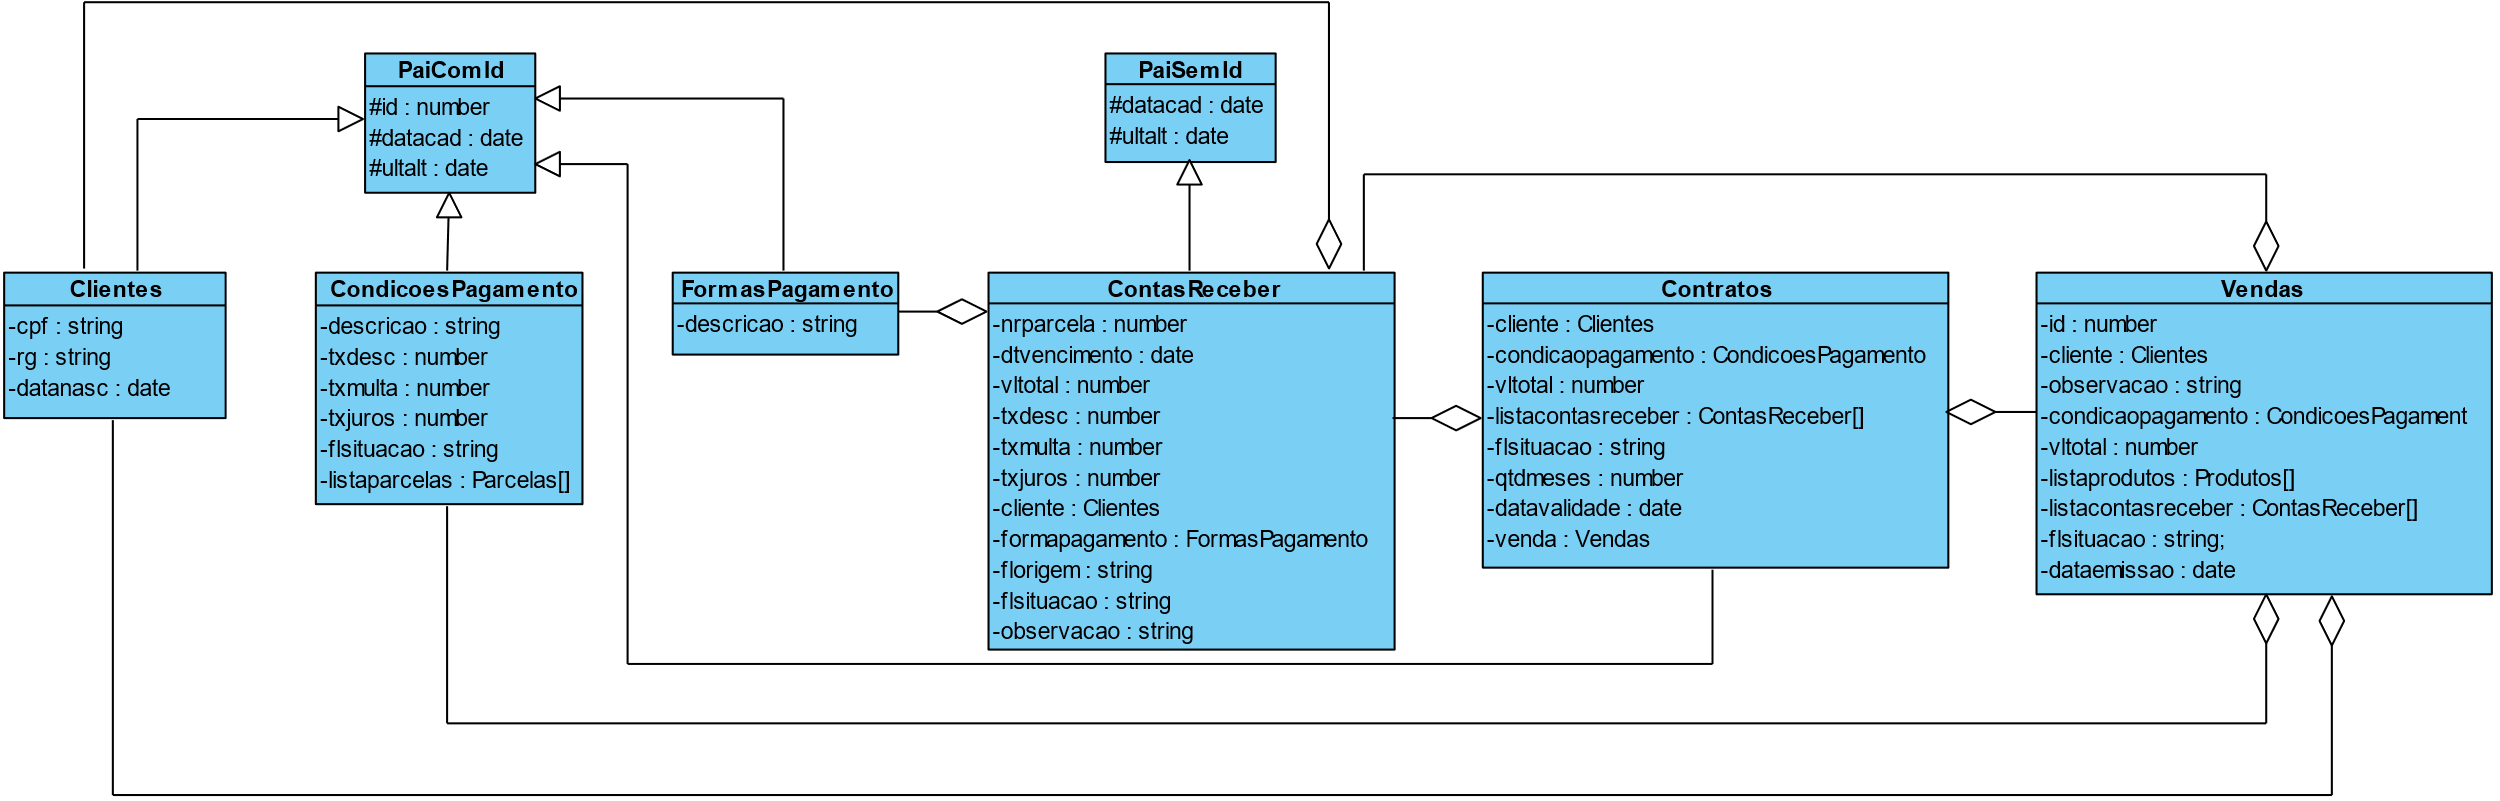 PaiComId
#id : number
#datacad : date
#ultalt : date
PaiSemId
#datacad : date
#ultalt : date
Clientes
-cpf : string
-rg : string
-datanasc : date
CondicoesPagamento
-descricao : string
-txdesc : number
-txmulta : number
-txjuros : number
-flsituacao : string
-listaparcelas : Parcelas[]
FormasPagamento
-descricao : string
ContasReceber
-nrparcela : number
-dtvencimento : date
-vltotal : number
-txdesc : number
-txmulta : number
-txjuros : number
-cliente : Clientes
-formapagamento : FormasPagamento
-florigem : string
-flsituacao : string
-observacao : string
Contratos
-cliente : Clientes
-condicaopagamento : CondicoesPagamento
-vltotal : number
-listacontasreceber : ContasReceber[]
-flsituacao : string
-qtdmeses : number
-datavalidade : date
-venda : Vendas
Vendas
-id : number
-cliente : Clientes
-observacao : string
-condicaopagamento : CondicoesPagament
-vltotal : number
-listaprodutos : Produtos[]
-listacontasreceber : ContasReceber[]
-flsituacao : string;
-dataemissao : date